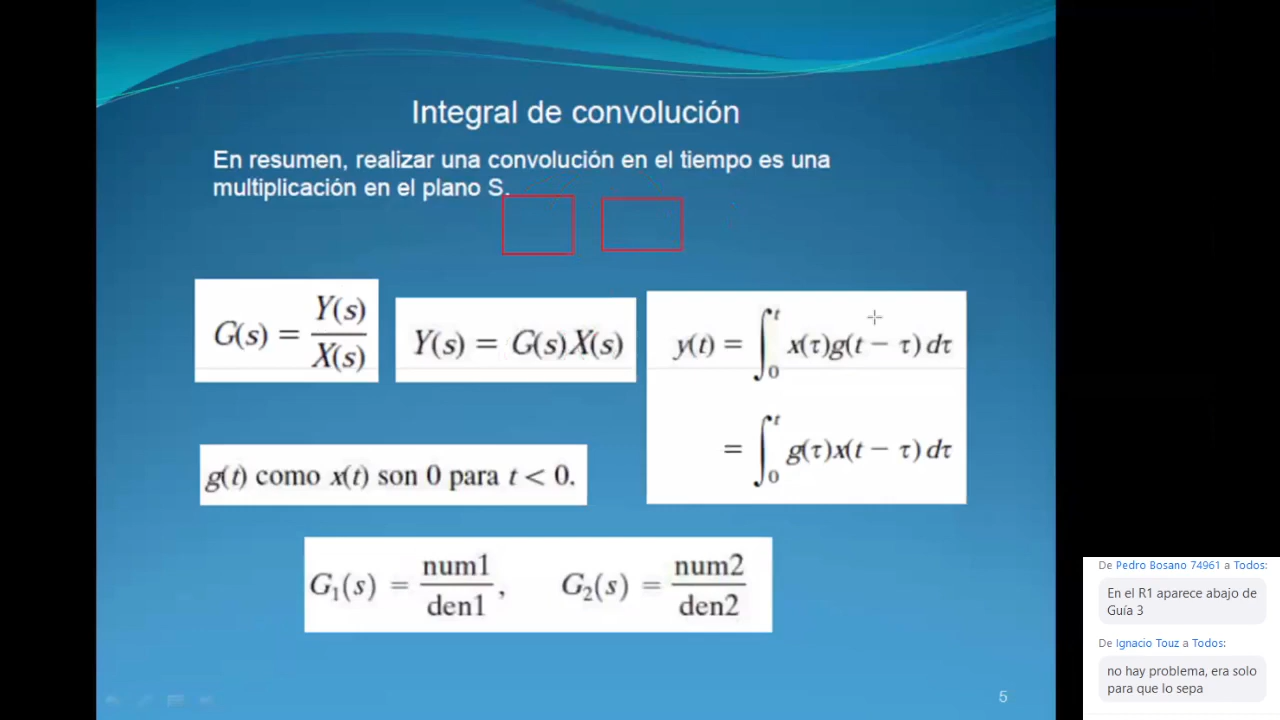 Integral de convolución
En resumen, realizar una convolución en el tiempo es una
multiplicación en el plano S.
G(s) = Y(s)/X(s)
Y(s) = G(s)X(s)
y(t) = ∫₀ᵗ x(τ)g(t − τ) dτ
= ∫₀ᵗ g(τ)x(t − τ) dτ
g(t) como x(t) son 0 para t < 0.
G₁(s) = num1/den1, G₂(s) = num2/den2
5
De Pedro Bosano 74961 a Todos:
En el R1 aparece abajo de
Guía 3
De Ignacio Touz a Todos:
no hay problema, era solo
para que lo sepa